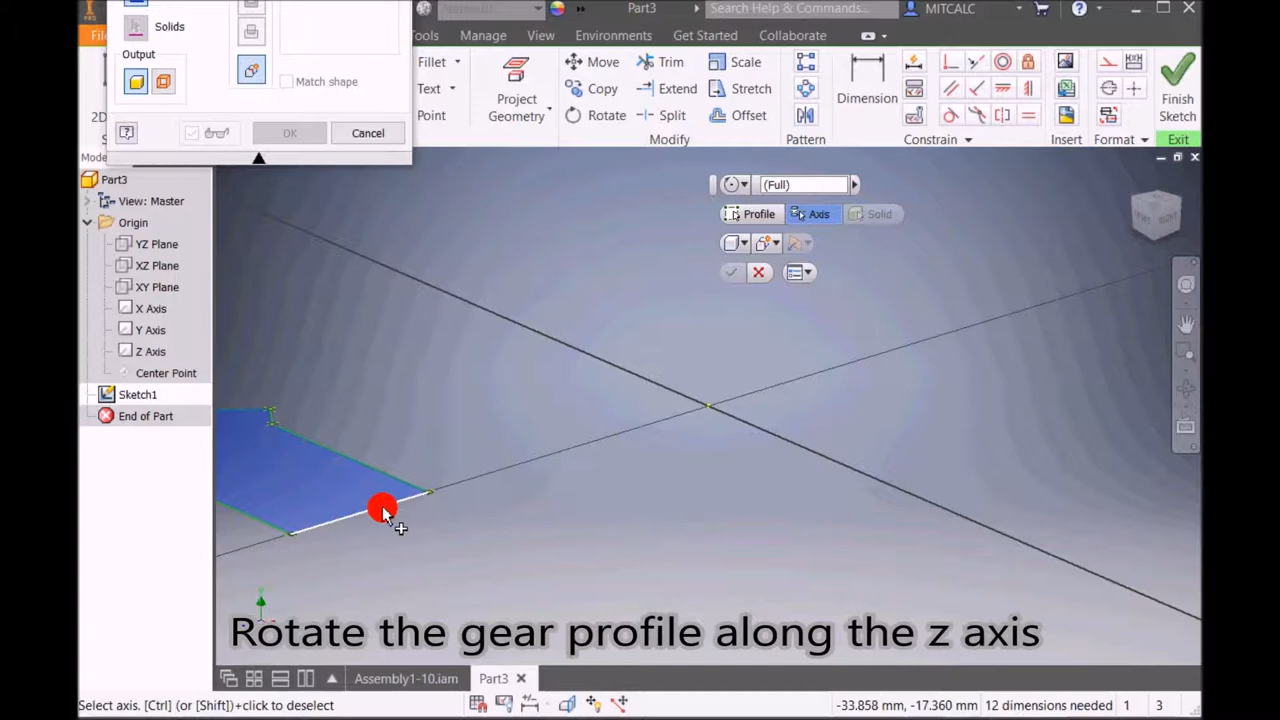 Part3
Search Help & Commands...
MITCALC
Solids
Tools
Manage
View
Environments
Get Started
Collaborate
Output
Match shape
OK
Cancel
Fillet
Text
Point
Project
Geometry
Move
Copy
Rotate
Trim
Extend
Split
Scale
Stretch
Offset
Modify
Dimension
Pattern
Constrain
Insert
Format
Finish
Sketch
Exit
Part3
View: Master
Origin
YZ Plane
XZ Plane
XY Plane
X Axis
Y Axis
Z Axis
Center Point
Sketch1
End of Part
(Full)
Profile
Axis
Solid
Rotate the gear profile along the z axis
Assembly1-10.iam
Part3
Select axis. [Ctrl] (or [Shift])+click to deselect
-33.858 mm, -17.360 mm
12 dimensions needed
1
3